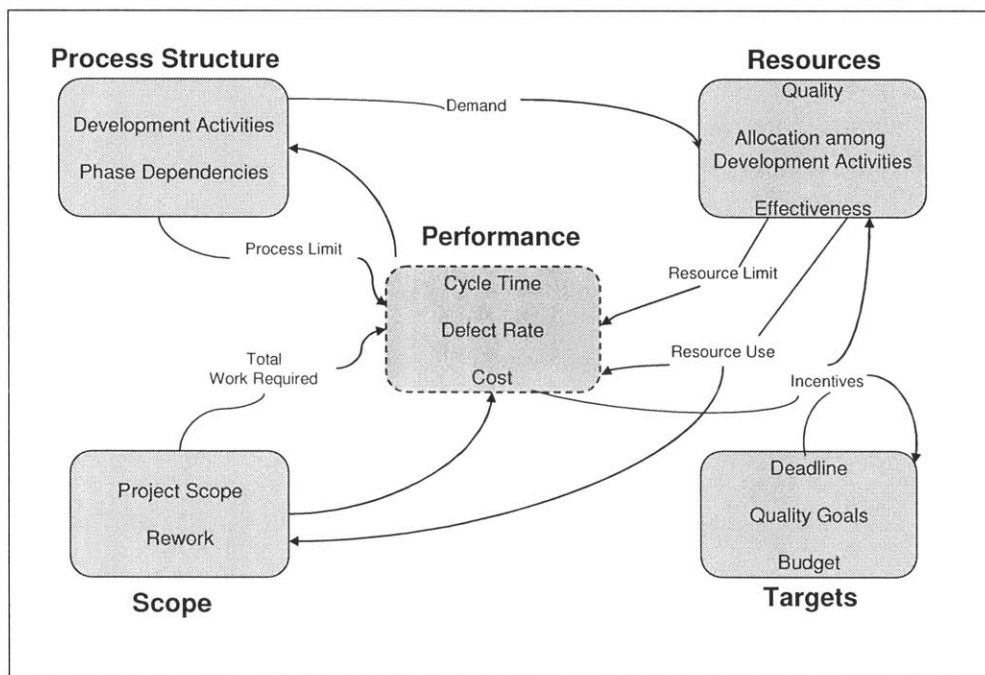 Process Structure
Development Activities
Phase Dependencies
Demand
Resources
Quality
Allocation among
Development Activities
Effectiveness
Process Limit
Performance
Cycle Time
Defect Rate
Cost
Resource Limit
Resource Use
Total
Work Required
Incentives
Project Scope
Rework
Scope
Deadline
Quality Goals
Budget
Targets